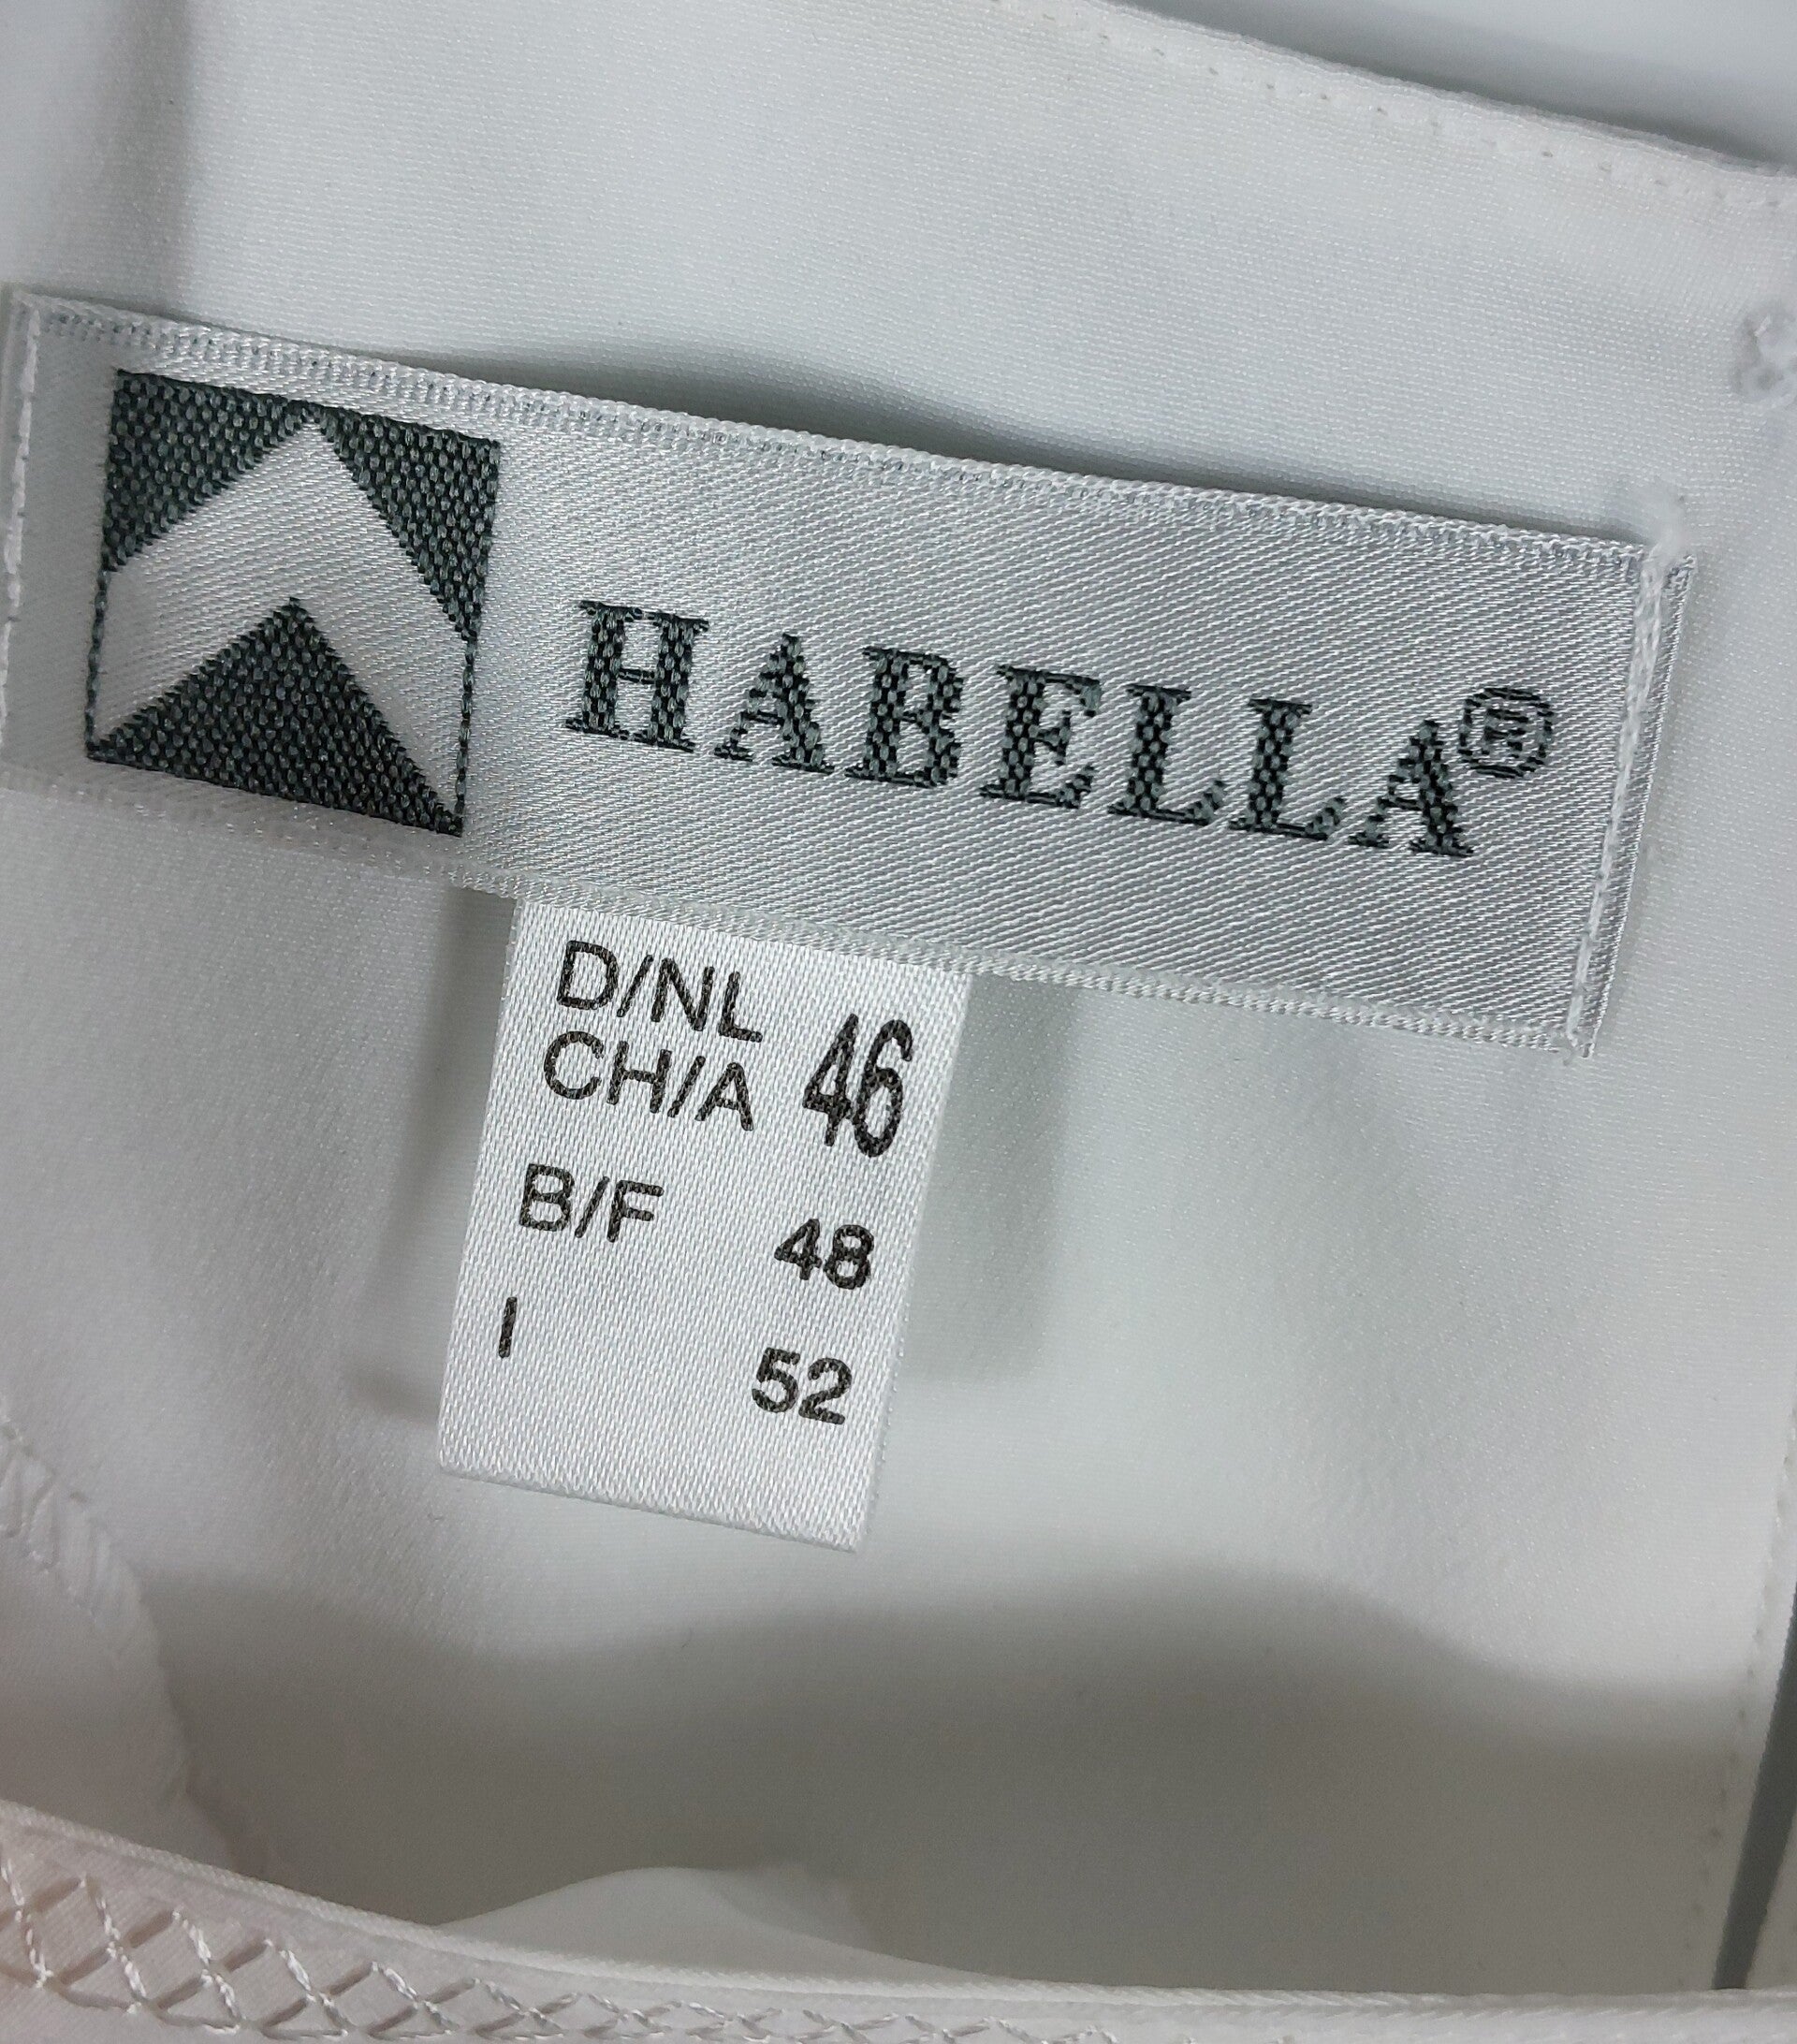 HABELLA®
D/NL
CH/A 46
B/F 48
I 52